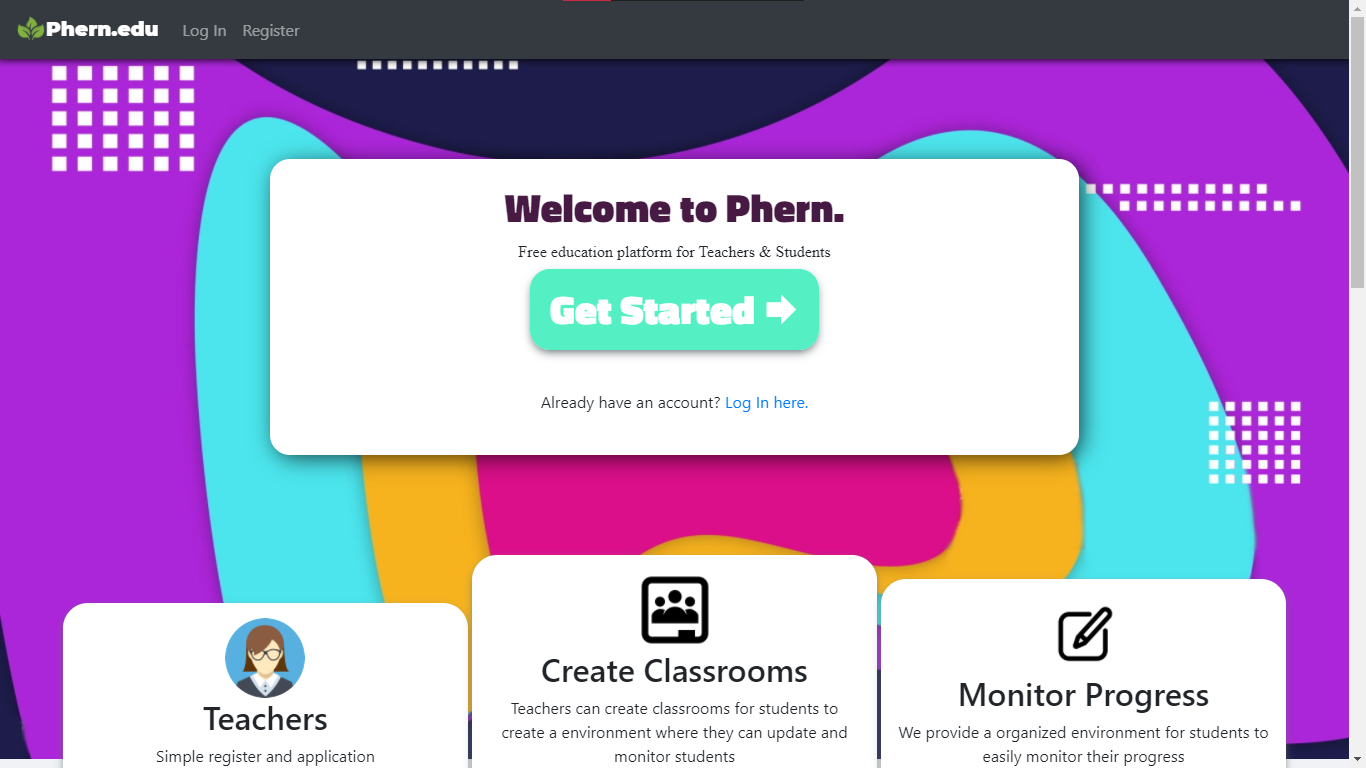 Phern.edu Log In Register
Welcome to Phern.
Free education platform for Teachers & Students
Get Started
Already have an account? Log In here.
Teachers
Simple register and application
Create Classrooms
Teachers can create classrooms for students to
create a environment where they can update and
monitor students
Monitor Progress
We provide a organized environment for students to
easily monitor their progress